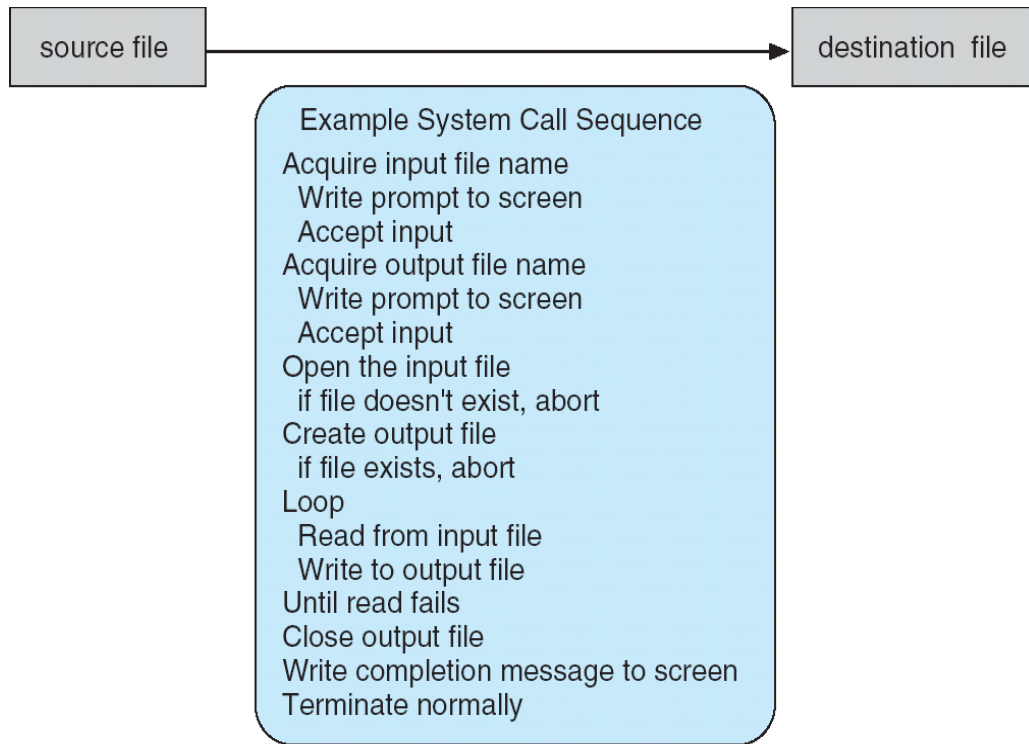 source file
destination file
Example System Call Sequence
Acquire input file name
Write prompt to screen
Accept input
Acquire output file name
Write prompt to screen
Accept input
Open the input file
if file doesn't exist, abort
Create output file
if file exists, abort
Loop
Read from input file
Write to output file
Until read fails
Close output file
Write completion message to screen
Terminate normally